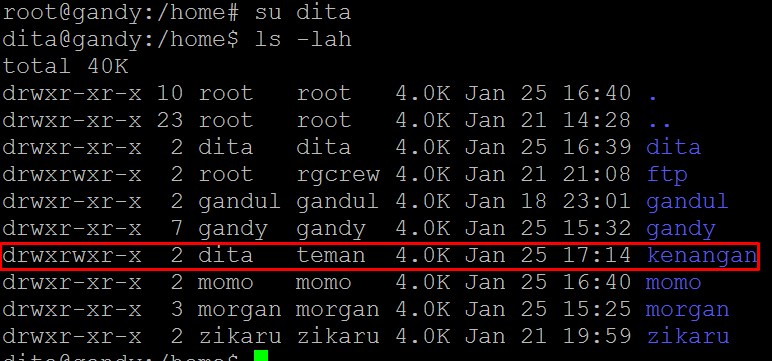 root@gandy:/home# su dita
dita@gandy:/home$ ls -lah
total 40K
drwxr-xr-x 10 root   root   4.0K Jan 25 16:40 .
drwxr-xr-x 23 root   root   4.0K Jan 21 14:28 ..
drwxr-xr-x  2 dita   dita   4.0K Jan 25 16:39 dita
drwxrwxr-x  2 root   rgcrew 4.0K Jan 21 21:08 ftp
drwxr-xr-x  2 gandul gandul 4.0K Jan 18 23:01 gandul
drwxr-xr-x  7 gandy  gandy  4.0K Jan 25 15:32 gandy
drwxrwxr-x  2 dita   teman  4.0K Jan 25 17:14 kenangan
drwxr-xr-x  2 momo   momo   4.0K Jan 25 16:40 momo
drwxr-xr-x  3 morgan morgan 4.0K Jan 25 15:25 morgan
drwxr-xr-x  2 zikaru zikaru 4.0K Jan 21 19:59 zikaru
dita@gandy:/home$